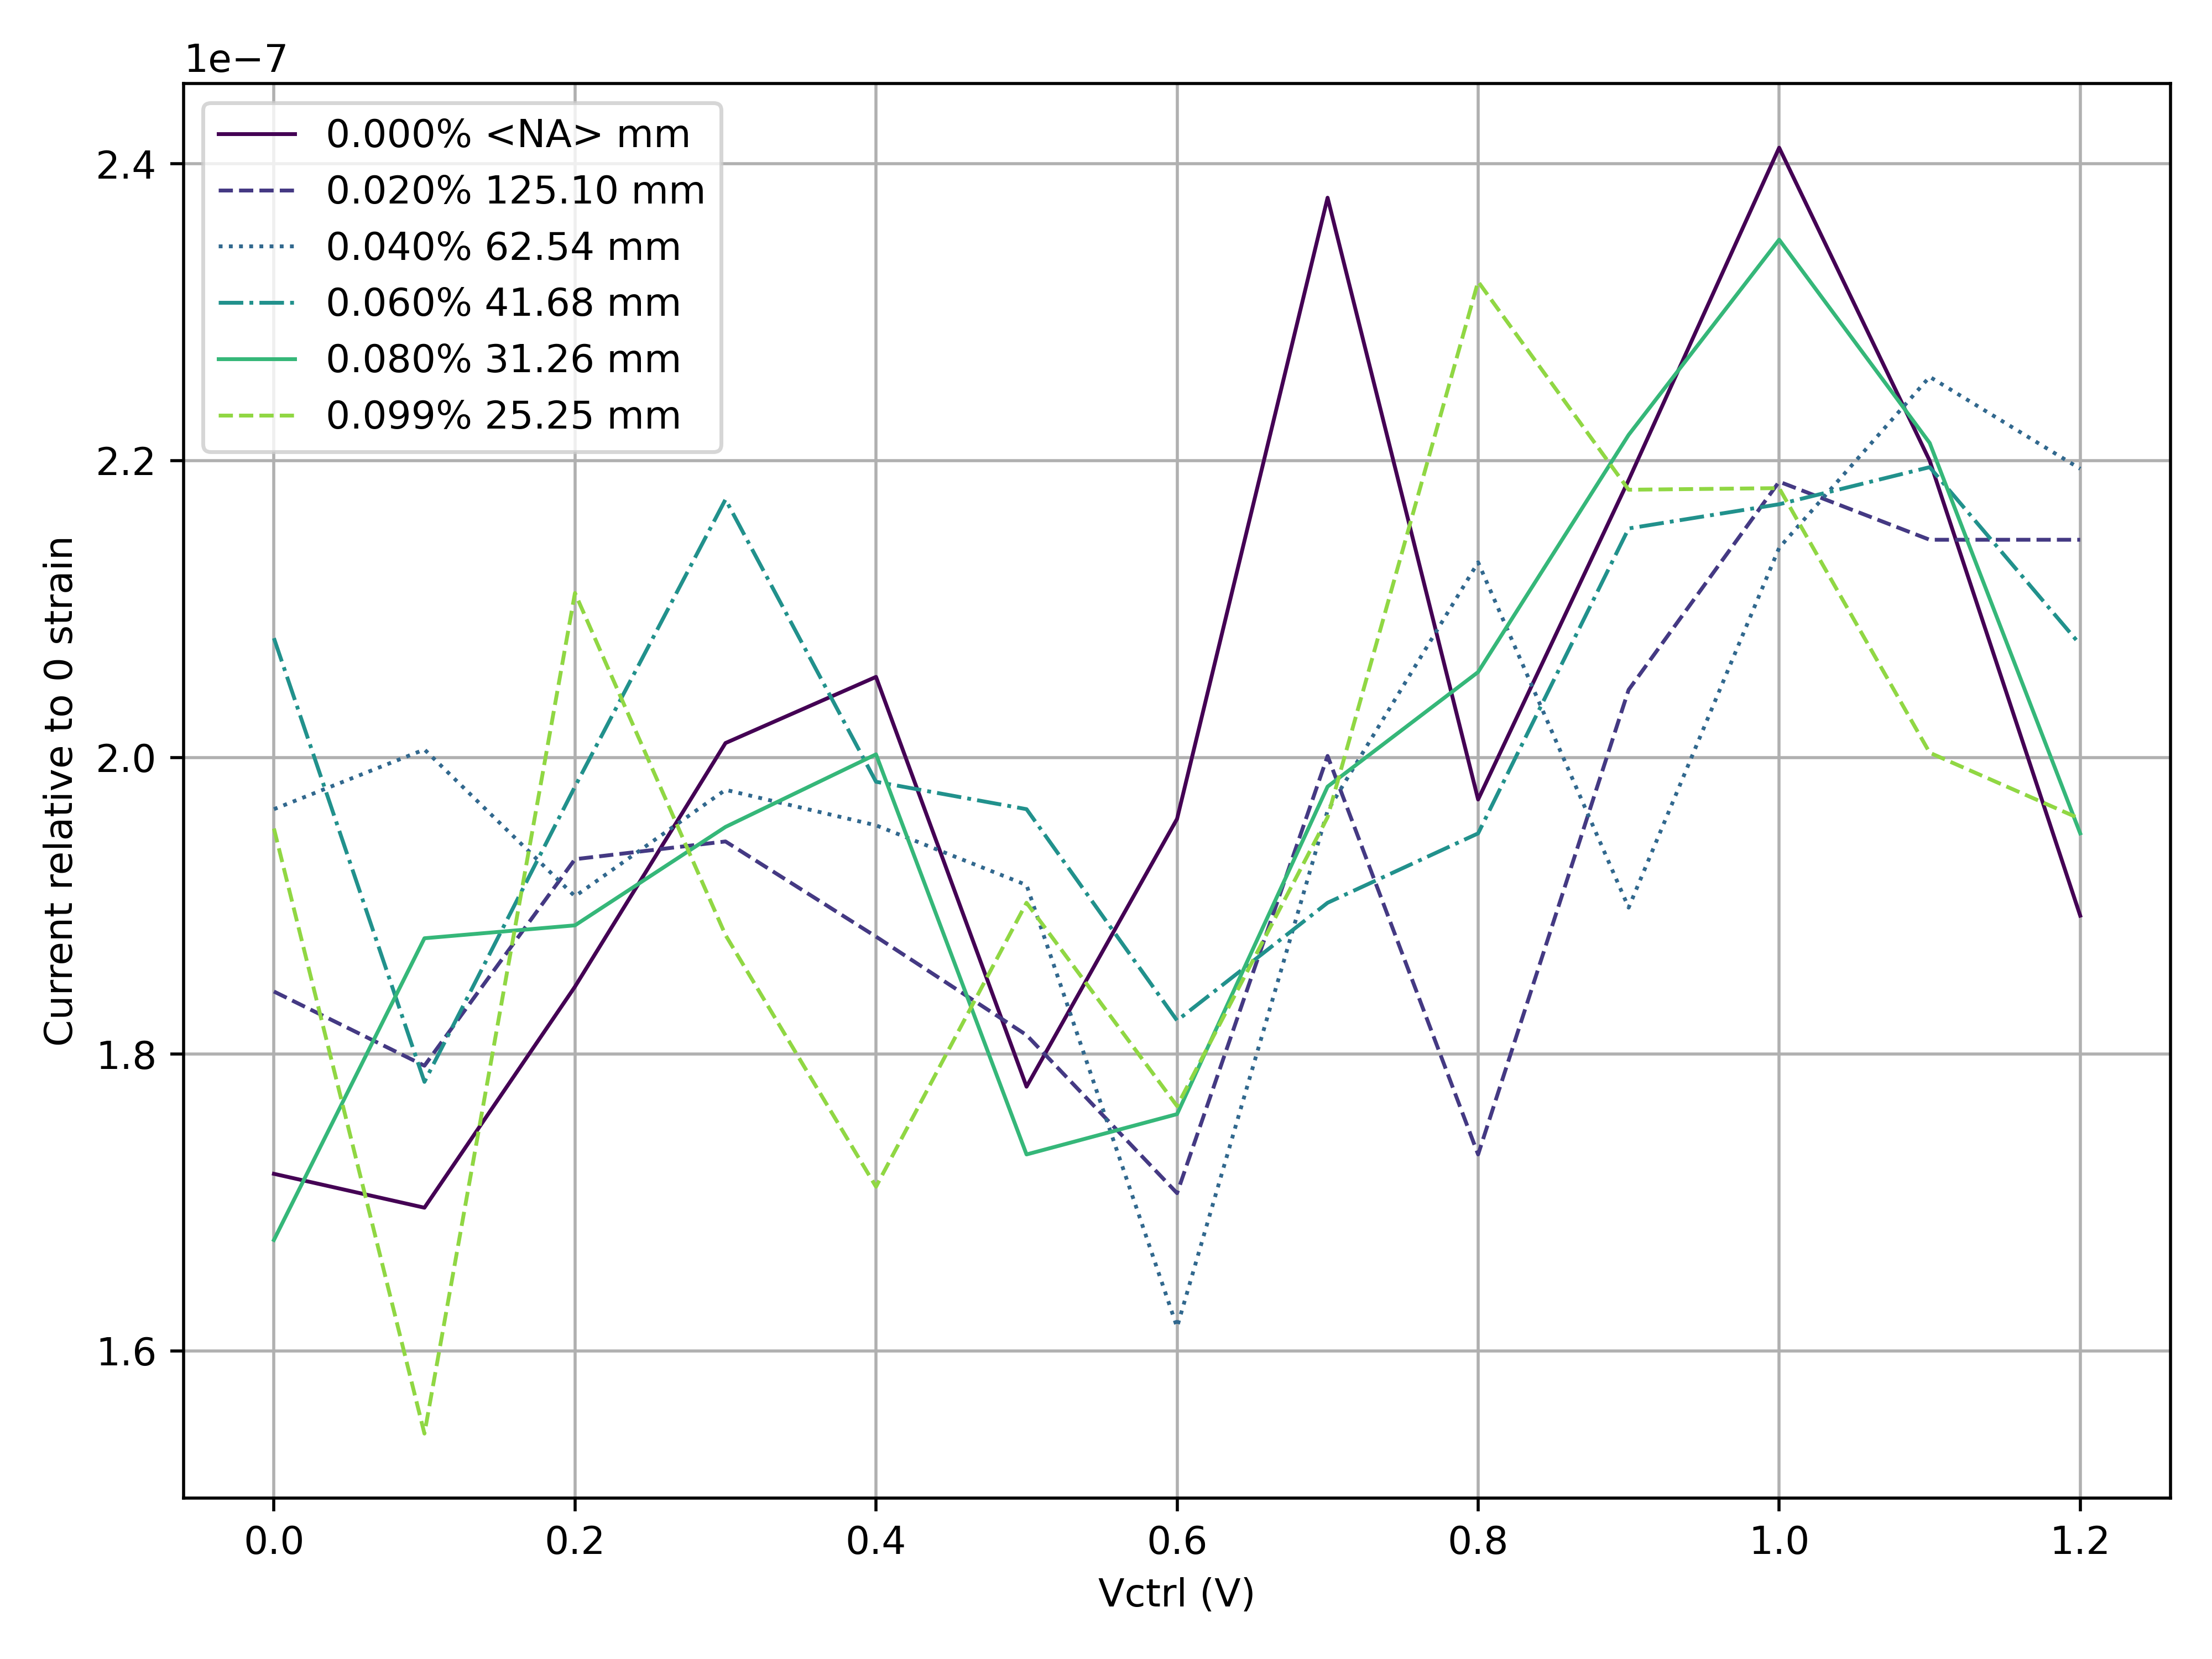 1e−7
2.4
2.2
2.0
1.8
1.6
Current relative to 0 strain
0.000% <NA> mm
0.020% 125.10 mm
0.040% 62.54 mm
0.060% 41.68 mm
0.080% 31.26 mm
0.099% 25.25 mm
0.0 0.2 0.4 0.6 0.8 1.0 1.2
Vctrl (V)